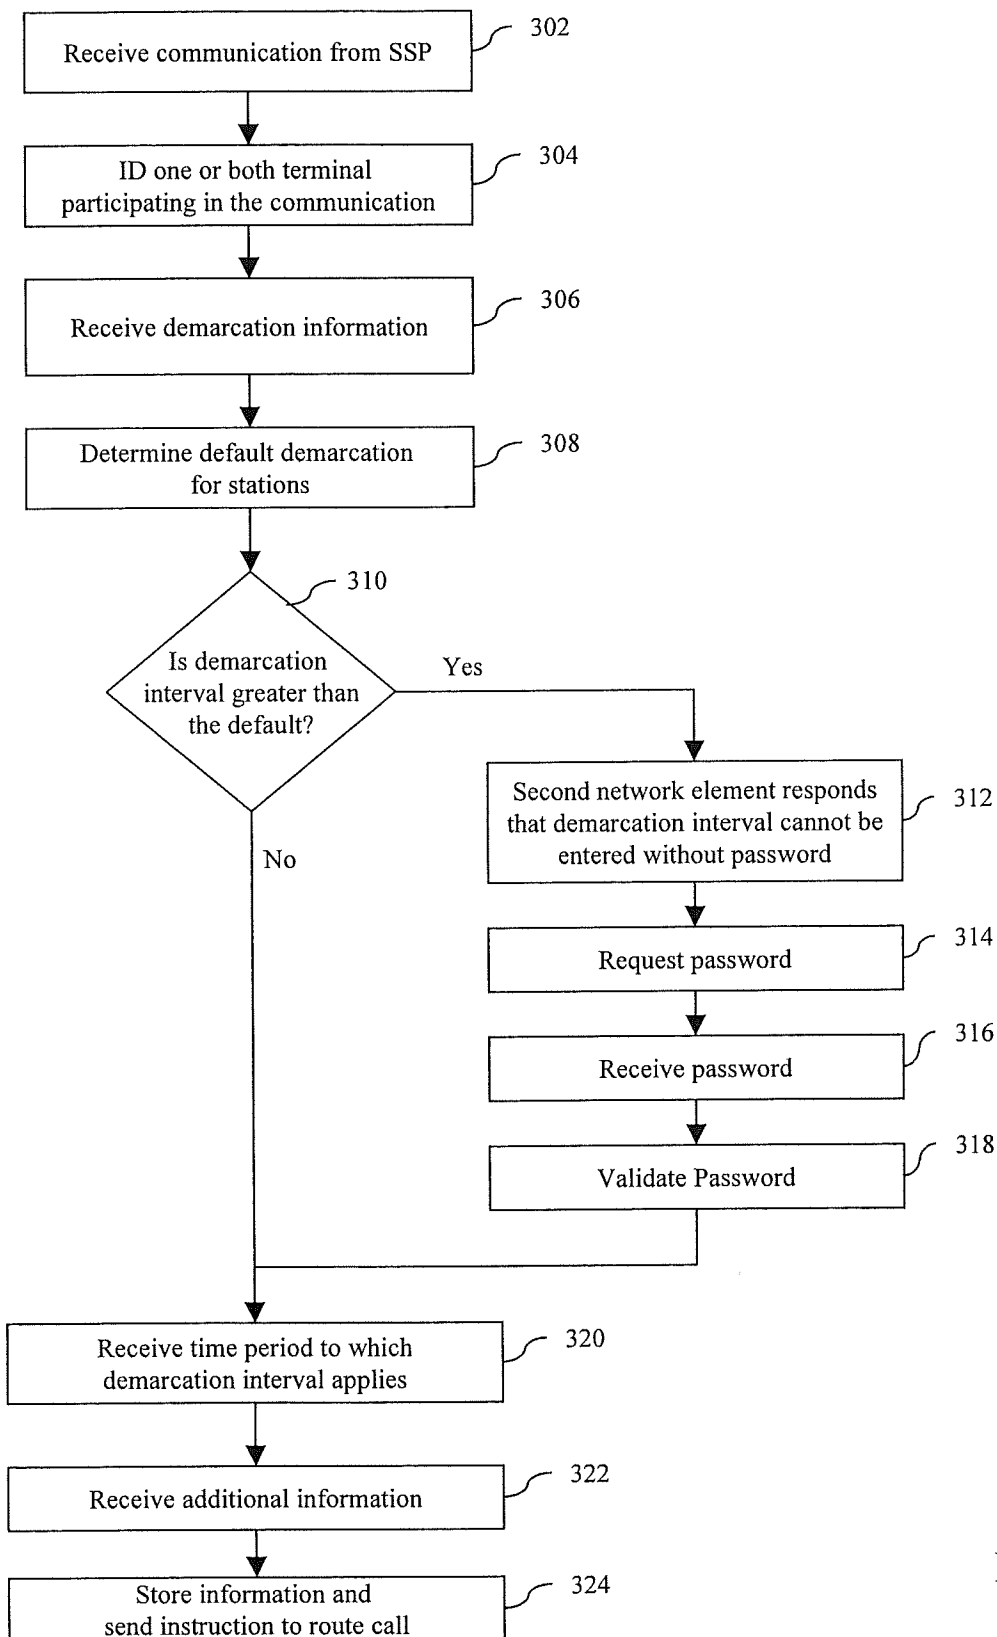 Receive communication from SSP
302
ID one or both terminal
participating in the communication
304
Receive demarcation information
306
Determine default demarcation
for stations
308
310
Is demarcation
interval greater than
the default?
Yes
No
Second network element responds
that demarcation interval cannot be
entered without password
312
Request password
314
Receive password
316
Validate Password
318
Receive time period to which
demarcation interval applies
320
Receive additional information
322
Store information and
send instruction to route call
324